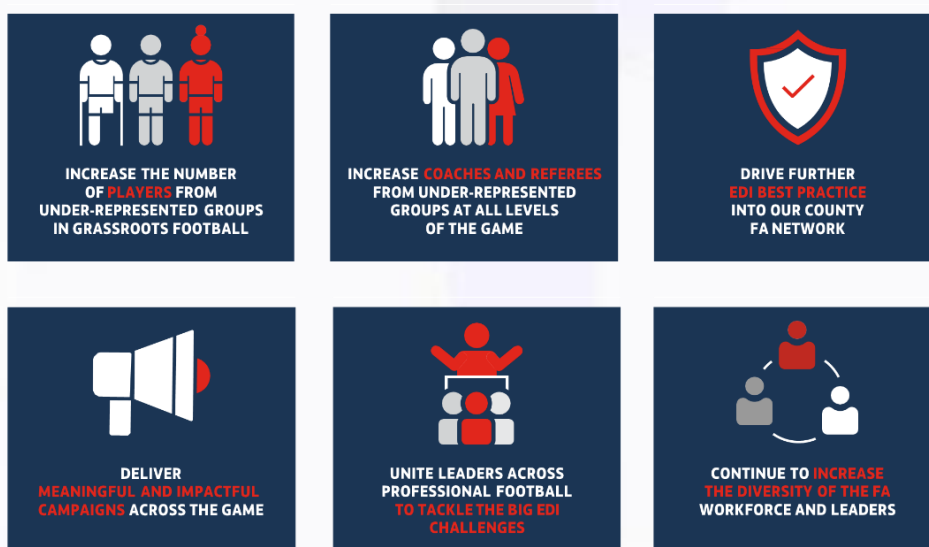 INCREASE THE NUMBER
OF PLAYERS FROM
UNDER-REPRESENTED GROUPS
IN GRASSROOTS FOOTBALL
INCREASE COACHES AND REFEREES
FROM UNDER-REPRESENTED
GROUPS AT ALL LEVELS
OF THE GAME
DRIVE FURTHER
EDI BEST PRACTICE
INTO OUR COUNTY
FA NETWORK
DELIVER
MEANINGFUL AND IMPACTFUL
CAMPAIGNS ACROSS THE GAME
UNITE LEADERS ACROSS
PROFESSIONAL FOOTBALL
TO TACKLE THE BIG EDI
CHALLENGES
CONTINUE TO INCREASE
THE DIVERSITY OF THE FA
WORKFORCE AND LEADERS